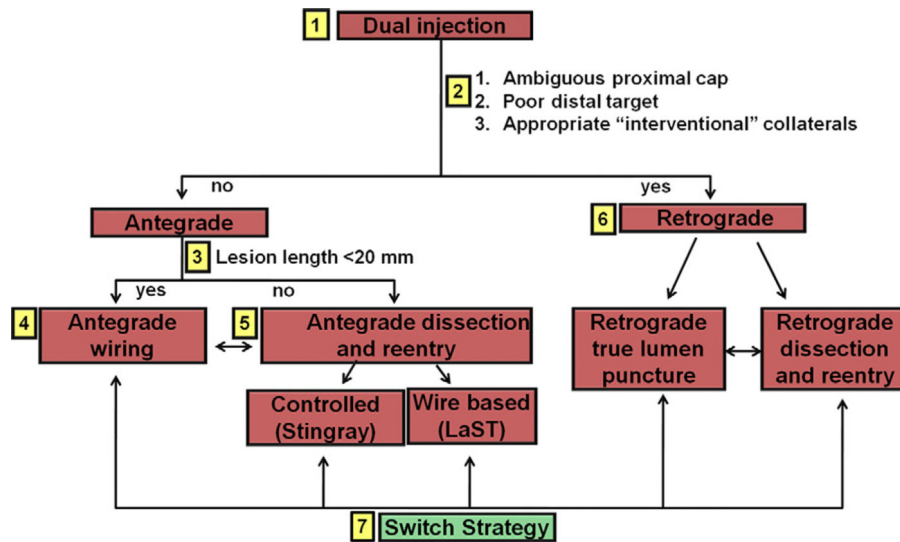 1
Dual injection
2
1. Ambiguous proximal cap
2. Poor distal target
3. Appropriate “interventional” collaterals
no
yes
Antegrade
6
Retrograde
3
Lesion length <20 mm
yes
no
4
Antegrade
wiring
5
Antegrade dissection
and reentry
Retrograde
true lumen
puncture
Retrograde
dissection
and reentry
Controlled
(Stingray)
Wire based
(LaST)
7
Switch Strategy